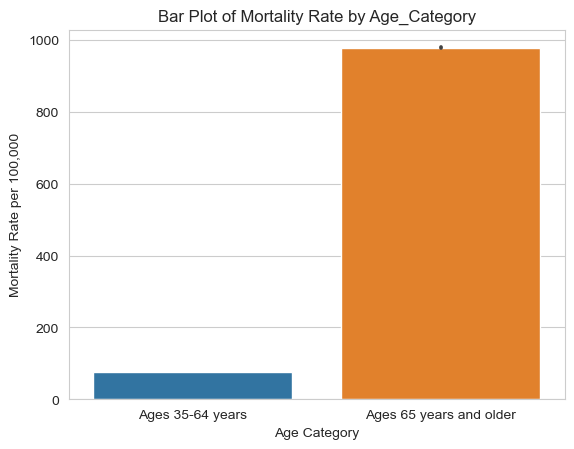 Bar Plot of Mortality Rate by Age_Category
1000
800
600
400
200
0
Mortality Rate per 100,000
Ages 35-64 years
Ages 65 years and older
Age Category